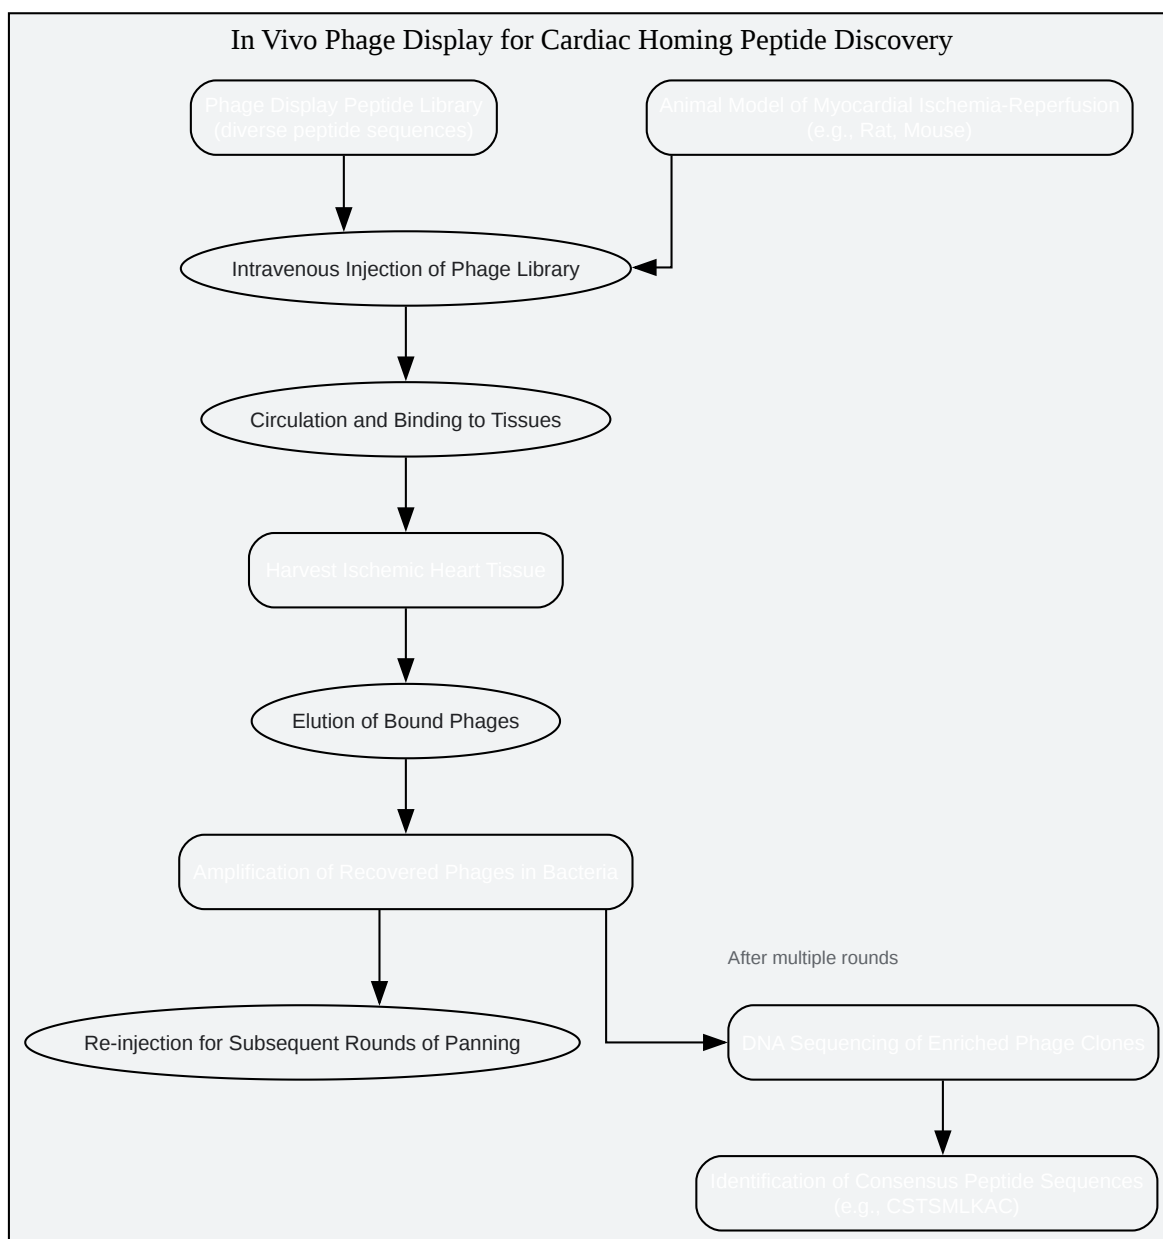 In Vivo Phage Display for Cardiac Homing Peptide Discovery
Phage Display Peptide Library
(diverse peptide sequences)
Animal Model of Myocardial Ischemia-Reperfusion
(e.g., Rat, Mouse)
Intravenous Injection of Phage Library
Circulation and Binding to Tissues
Harvest Ischemic Heart Tissue
Elution of Bound Phages
Amplification of Recovered Phages in Bacteria
After multiple rounds
Re-injection for Subsequent Rounds of Panning
DNA Sequencing of Enriched Phage Clones
Identification of Consensus Peptide Sequences
(e.g., CSTSMLKAC)